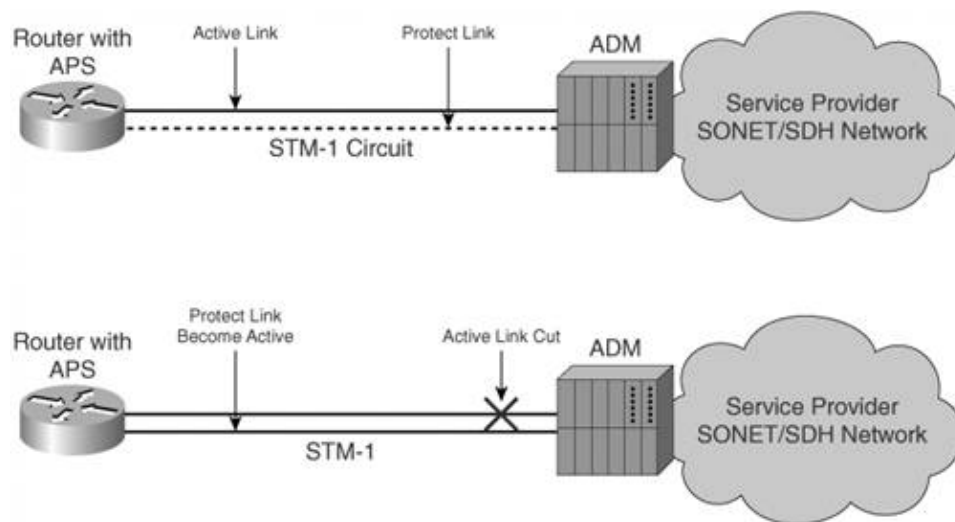 Router with
APS
Active Link
Protect Link
ADM
STM-1 Circuit
Service Provider
SONET/SDH Network
Router with
APS
Protect Link
Become Active
Active Link Cut
ADM
STM-1
Service Provider
SONET/SDH Network